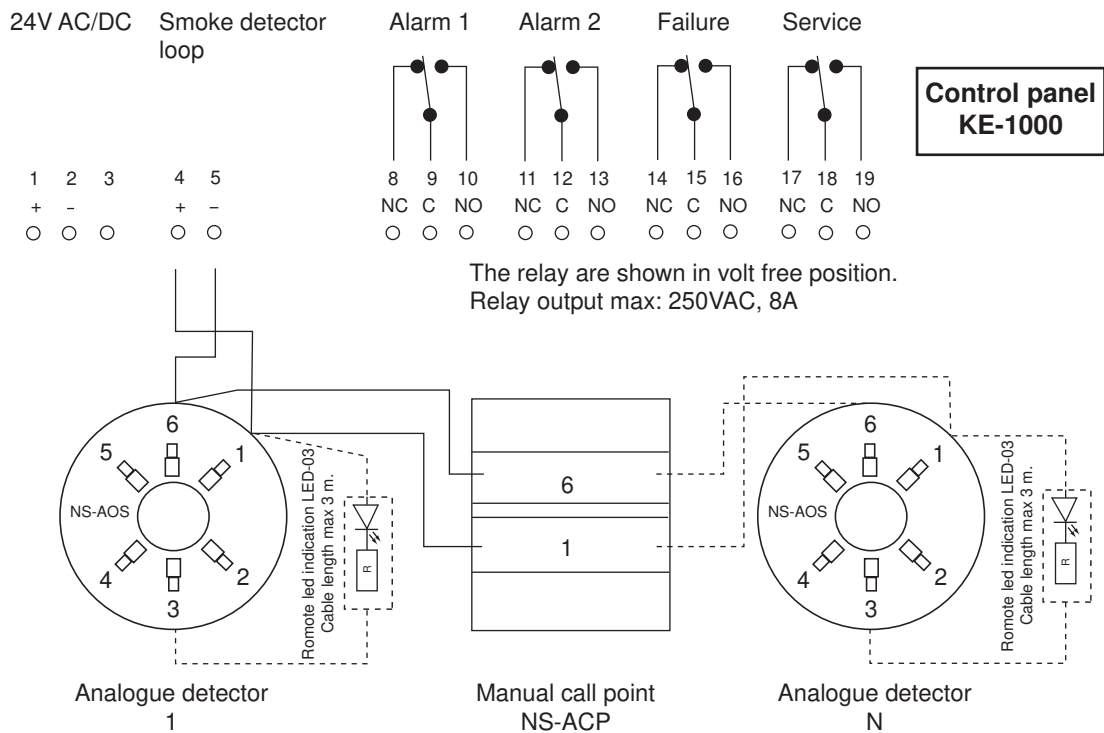 24V AC/DC Smoke detector loop Alarm 1 Alarm 2 Failure Service
Control panel
KE-1000
1 2 3 4 5 8 9 10 11 12 13 14 15 16 17 18 19
+ - + - NC C NO NC C NO NC C NO NC C NO
The relay are shown in volt free position.
Relay output max: 250VAC, 8A
6
5 1
NS-AOS
4 2
3
Romote led indication LED-03
Cable length max 3 m.
R
6
1
6
5 1
NS-AOS
4 2
3
Romote led indication LED-03
Cable length max 3 m.
R
Analogue detector
1
Manual call point
NS-ACP
Analogue detector
N